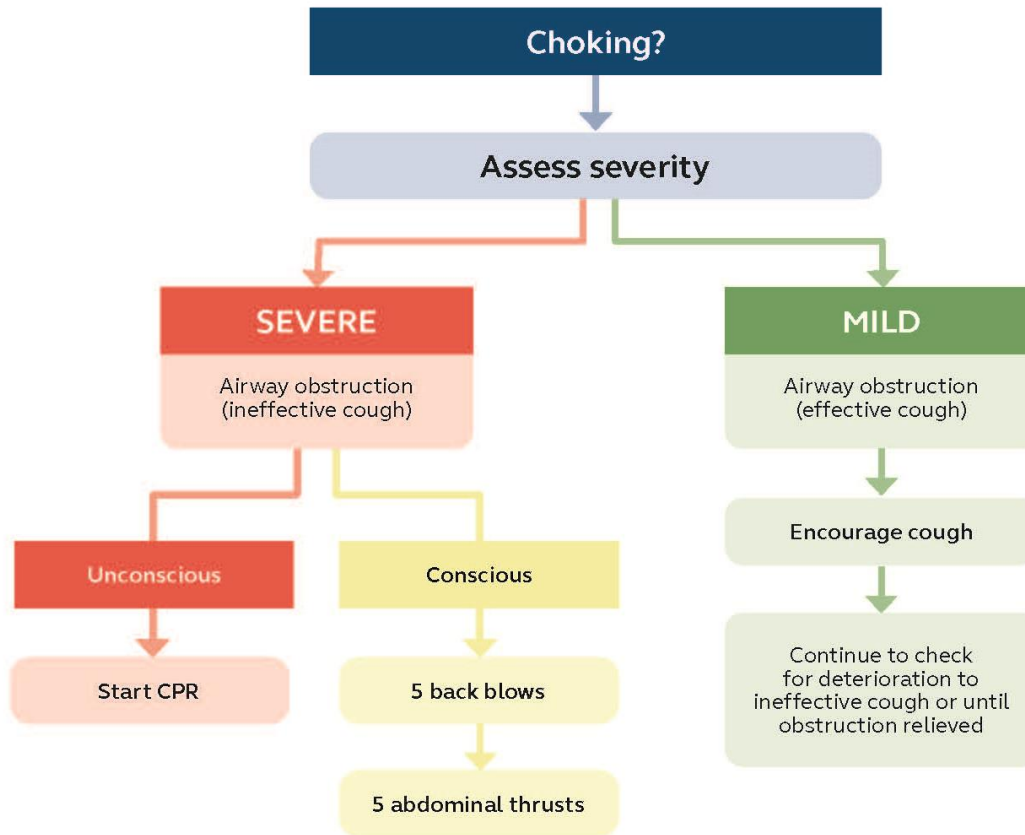 Choking?
Assess severity
SEVERE
Airway obstruction
(ineffective cough)
MILD
Airway obstruction
(effective cough)
Unconscious
Start CPR
Conscious
5 back blows
5 abdominal thrusts
Encourage cough
Continue to check
for deterioration to
ineffective cough or until
obstruction relieved